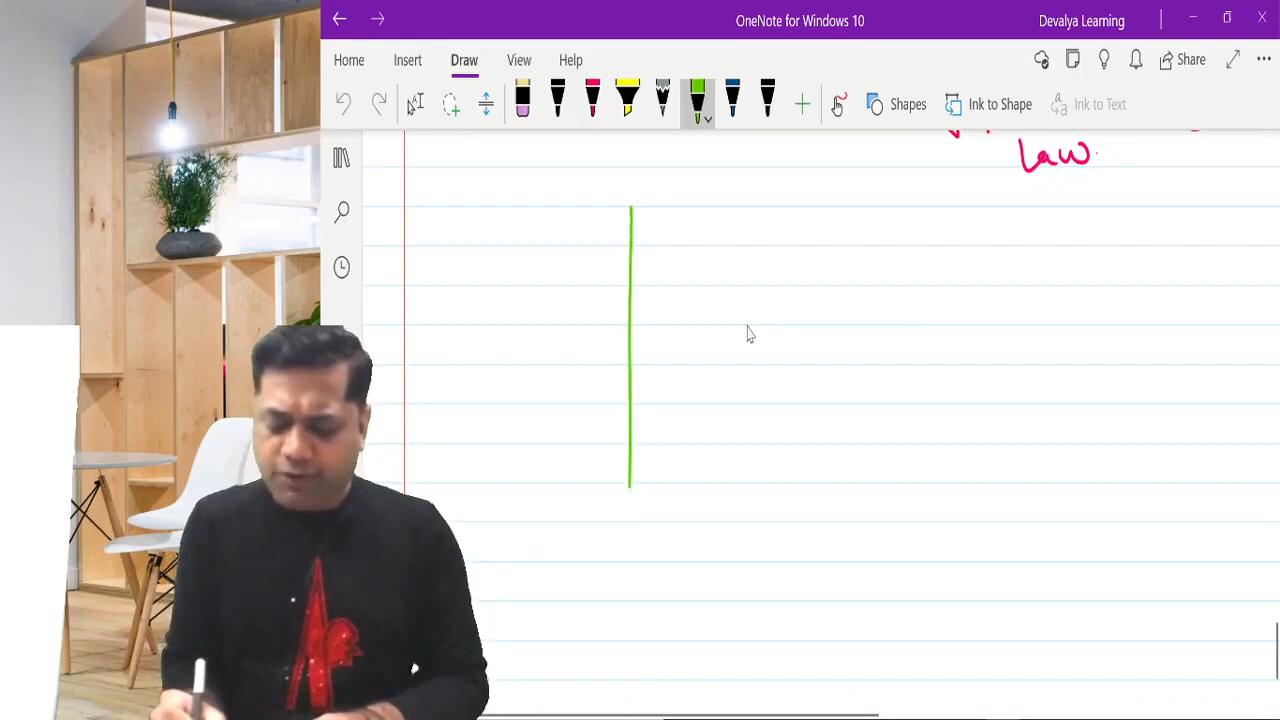 OneNote for Windows 10
Devalya Learning
Home Insert Draw View Help
Share
Shapes
Ink to Shape
Ink to Text
Law